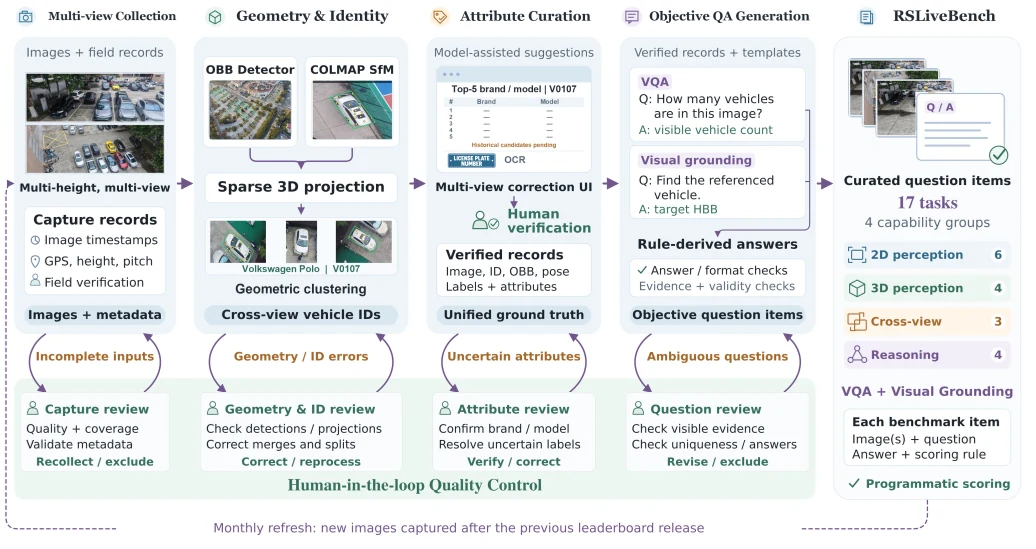 Multi-view Collection
Geometry & Identity
Attribute Curation
Objective QA Generation
RSLiveBench
Images + field records
Multi-height, multi-view
Capture records
Image timestamps
GPS, height, pitch
Field verification
Images + metadata
OBB Detector
COLMAP SfM
Sparse 3D projection
Volkswagen Polo | V0107
Geometric clustering
Cross-view vehicle IDs
Model-assisted suggestions
Top-5 brand / model | V0107
# Brand Model
1 — —
2 — —
3 — —
4 — —
5 — —
Historical candidates pending
LICENSE PLATE
NUMBER
OCR
Multi-view correction UI
Human
verification
Verified records
Image, ID, OBB, pose
Labels + attributes
Unified ground truth
Verified records + templates
VQA
Q: How many vehicles
are in this image?
A: visible vehicle count
Visual grounding
Q: Find the referenced
vehicle.
A: target HBB
Rule-derived answers
Answer / format checks
Evidence + validity checks
Objective question items
Q / A
Curated question items
17 tasks
4 capability groups
2D perception 6
3D perception 4
Cross-view 3
Reasoning 4
VQA + Visual Grounding
Each benchmark item
Image(s) + question
Answer + scoring rule
Programmatic scoring
Incomplete inputs
Geometry / ID errors
Uncertain attributes
Ambiguous questions
Capture review
Quality + coverage
Validate metadata
Recollect / exclude
Geometry & ID review
Check detections / projections
Correct merges and splits
Correct / reprocess
Attribute review
Confirm brand / model
Resolve uncertain labels
Verify / correct
Question review
Check visible evidence
Check uniqueness / answers
Revise / exclude
Human-in-the-loop Quality Control
Monthly refresh: new images captured after the previous leaderboard release